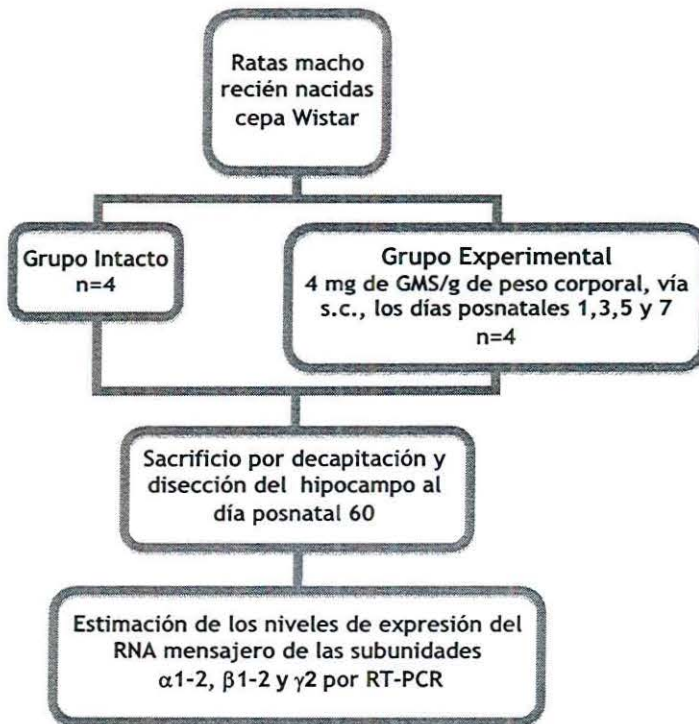 Ratas macho
recién nacidas
cepa Wistar
Grupo Intacto
n=4
Grupo Experimental
4 mg de GMS/g de peso corporal, vía
s.c., los días posnatales 1,3,5 y 7
n=4
Sacrificio por decapitación y
disección del hipocampo al
día posnatal 60
Estimación de los niveles de expresión del
RNA mensajero de las subunidades
α1-2, β1-2 y γ2 por RT-PCR